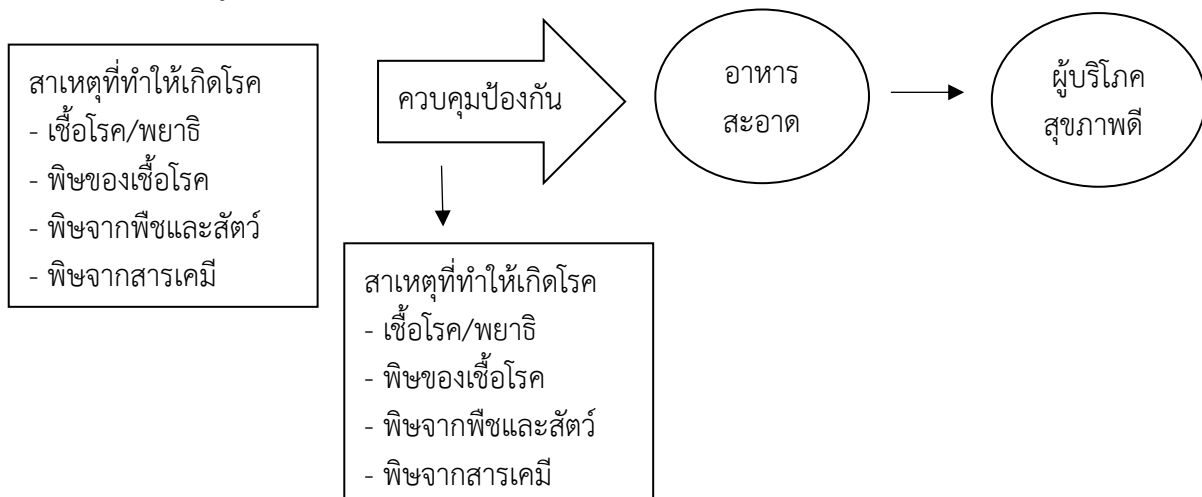 สาเหตุที่ทำให้เกิดโรค
- เชื้อโรค/พยาธิ
- พิษของเชื้อโรค
- พิษจากพืชและสัตว์
- พิษจากสารเคมี
ควบคุมป้องกัน
อาหาร
สะอาด
ผู้บริโภค
สุขภาพดี
สาเหตุที่ทำให้เกิดโรค
- เชื้อโรค/พยาธิ
- พิษของเชื้อโรค
- พิษจากพืชและสัตว์
- พิษจากสารเคมี